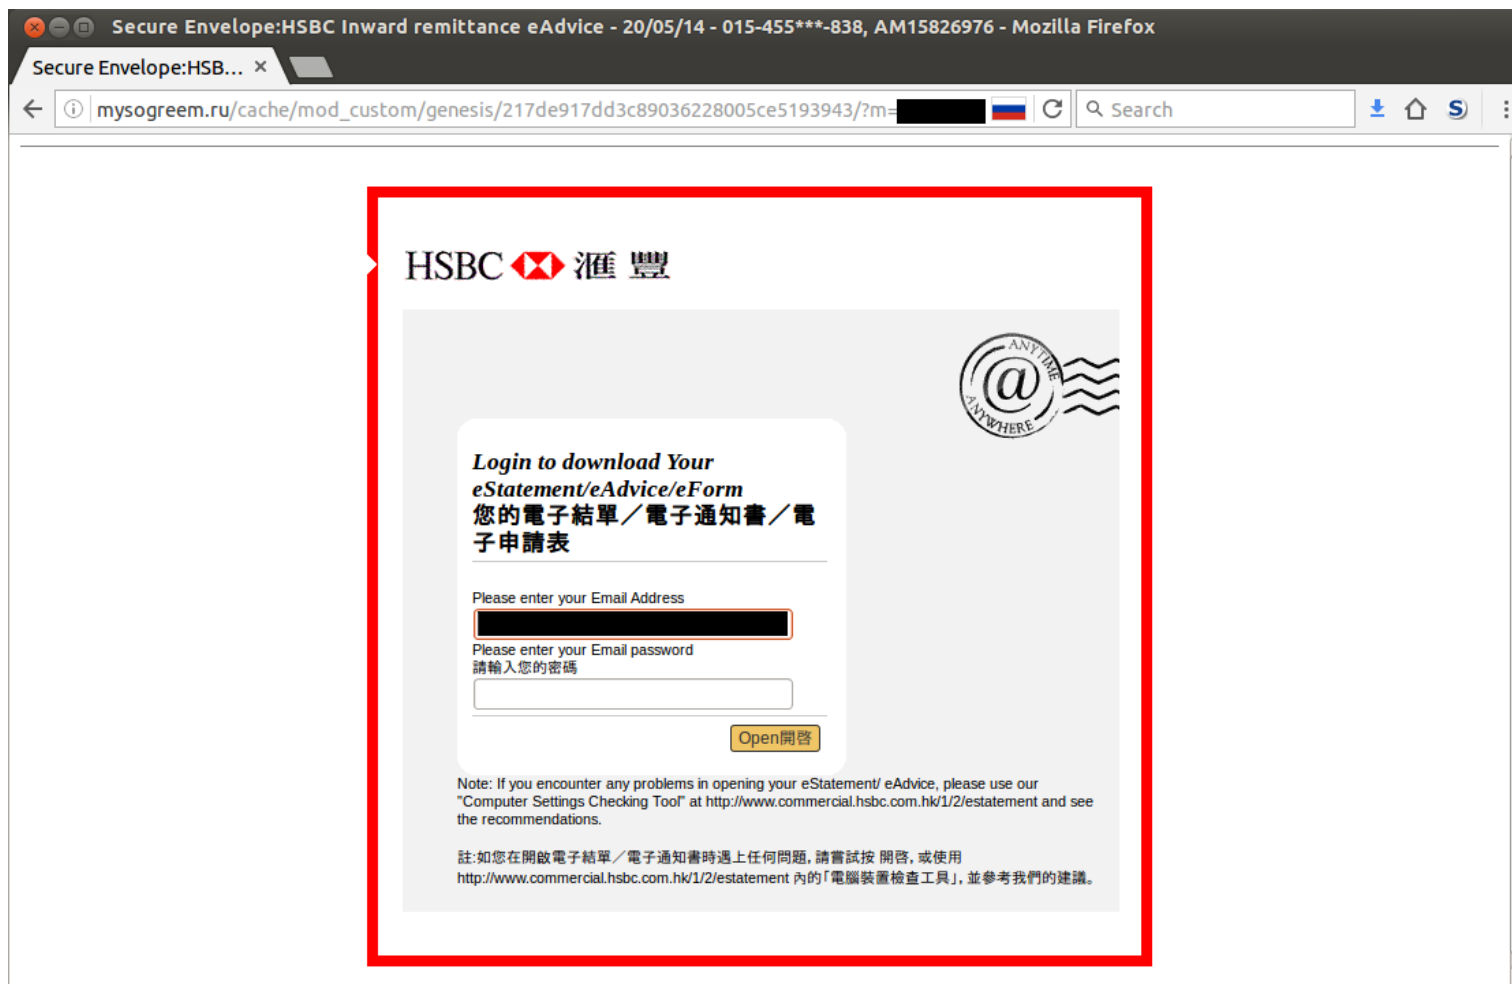 Secure Envelope:HSBC Inward remittance eAdvice - 20/05/14 - 015-455***-838, AM15826976 - Mozilla Firefox
Secure Envelope:HSB... ×
mysogreem.ru/cache/mod_custom/genesis/217de917dd3c89036228005ce5193943/?m=
Search
S
HSBC 滙豐
ANYTIME
@
ANYWHERE
Login to download Your
eStatement/eAdvice/eForm
您的電子結單／電子通知書／電
子申請表
Please enter your Email Address
Please enter your Email password
請輸入您的密碼
Open開啓
Note: If you encounter any problems in opening your eStatement/ eAdvice, please use our
"Computer Settings Checking Tool" at http://www.commercial.hsbc.com.hk/1/2/estatement and see
the recommendations.
註:如您在開啟電子結單／電子通知書時遇上任何問題, 請嘗試按 開啓, 或使用
http://www.commercial.hsbc.com.hk/1/2/estatement 內的「電腦裝置檢查工具」, 並參考我們的建議。